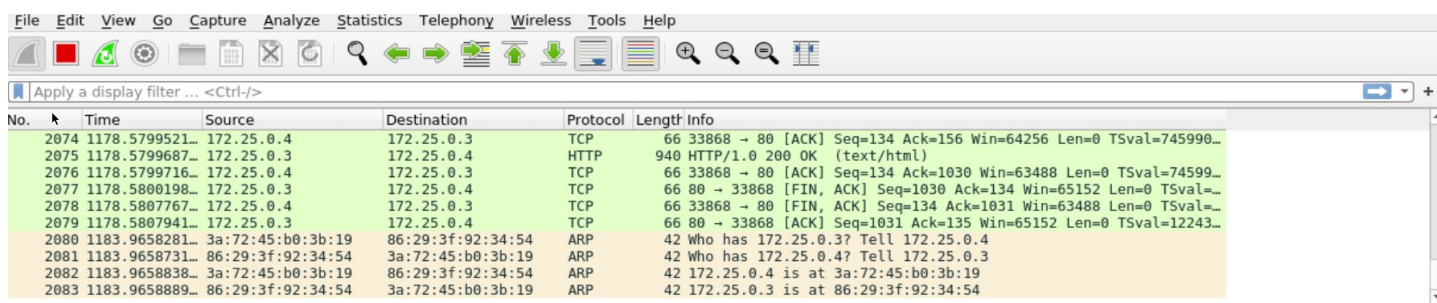 File Edit View Go Capture Analyze Statistics Telephony Wireless Tools Help
Apply a display filter ... <Ctrl-/>
+
No. Time Source Destination Protocol Length Info
2074 1178.5799521… 172.25.0.4 172.25.0.3 TCP 66 33868 → 80 [ACK] Seq=134 Ack=156 Win=64256 Len=0 TSval=745990…
2075 1178.5799687… 172.25.0.3 172.25.0.4 HTTP 940 HTTP/1.0 200 OK (text/html)
2076 1178.5799716… 172.25.0.4 172.25.0.3 TCP 66 33868 → 80 [ACK] Seq=134 Ack=1030 Win=63488 Len=0 TSval=74599…
2077 1178.5800198… 172.25.0.3 172.25.0.4 TCP 66 80 → 33868 [FIN, ACK] Seq=1030 Ack=134 Win=65152 Len=0 TSval=…
2078 1178.5807767… 172.25.0.4 172.25.0.3 TCP 66 33868 → 80 [FIN, ACK] Seq=134 Ack=1031 Win=63488 Len=0 TSval=…
2079 1178.5807941… 172.25.0.3 172.25.0.4 TCP 66 80 → 33868 [ACK] Seq=1031 Ack=135 Win=65152 Len=0 TSval=12243…
2080 1183.9658281… 3a:72:45:b0:3b:19 86:29:3f:92:34:54 ARP 42 Who has 172.25.0.3? Tell 172.25.0.4
2081 1183.9658731… 86:29:3f:92:34:54 3a:72:45:b0:3b:19 ARP 42 Who has 172.25.0.4? Tell 172.25.0.3
2082 1183.9658838… 3a:72:45:b0:3b:19 86:29:3f:92:34:54 ARP 42 172.25.0.4 is at 3a:72:45:b0:3b:19
2083 1183.9658889… 86:29:3f:92:34:54 3a:72:45:b0:3b:19 ARP 42 172.25.0.3 is at 86:29:3f:92:34:54